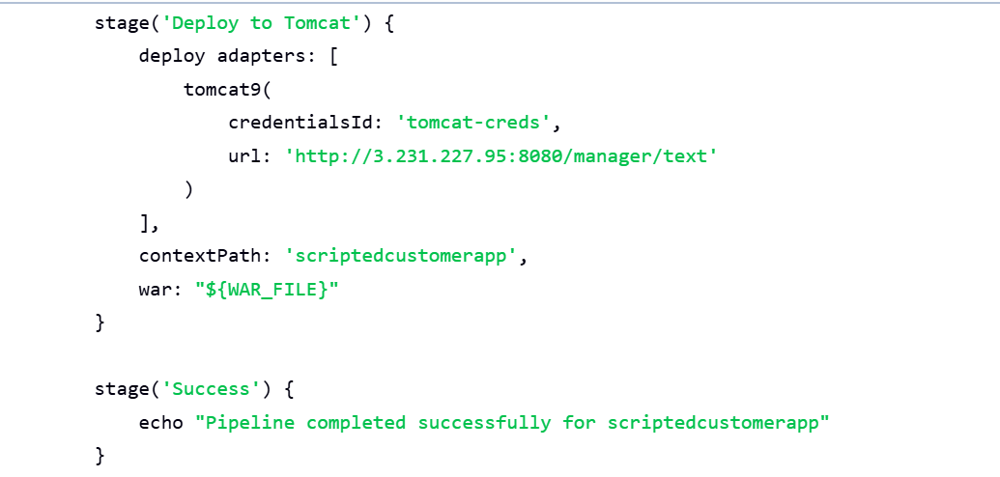 stage('Deploy to Tomcat') {
deploy adapters: [
tomcat9(
credentialsId: 'tomcat-creds',
url: 'http://3.231.227.95:8080/manager/text'
)
],
contextPath: 'scriptedcustomerapp',
war: "${WAR_FILE}"
}
stage('Success') {
echo "Pipeline completed successfully for scriptedcustomerapp"
}